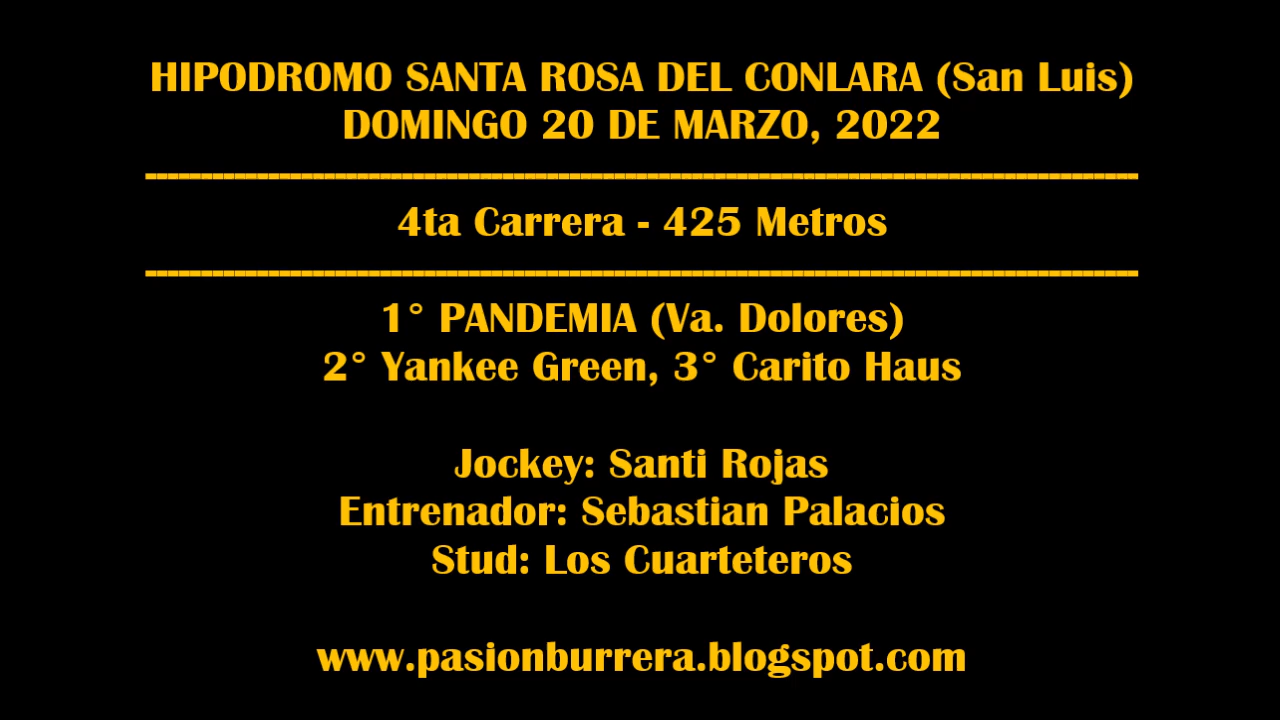 HIPODROMO SANTA ROSA DEL CONLARA (San Luis)
DOMINGO 20 DE MARZO, 2022
4ta Carrera - 425 Metros
1° PANDEMIA (Va. Dolores)
2° Yankee Green, 3° Carito Haus
Jockey: Santi Rojas
Entrenador: Sebastian Palacios
Stud: Los Cuarteteros
www.pasionburrera.blogspot.com